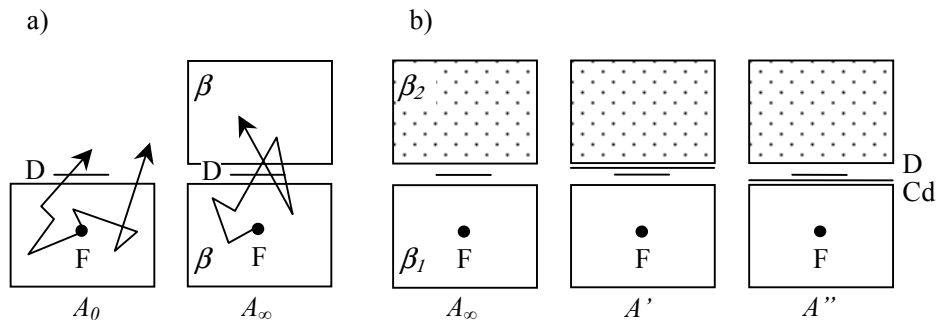 a)
b)
β
β₂
D
D
D
Cd
F
β
F
β₁
F
F
F
A₀
A∞
A∞
A’
A’’